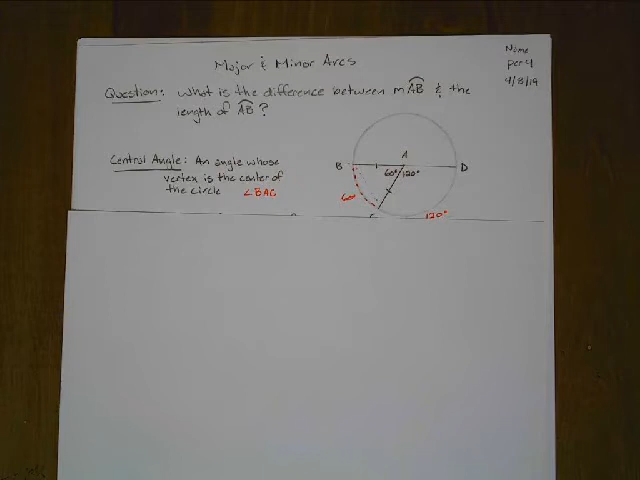 Major & Minor Arcs
Name
per 4
4/8/19
Question: What is the difference between mAB & the
length of AB?
Central Angle: An angle whose
vertex is the center of
the circle ∠BAC
A
B
D
60° 120°
60
120°